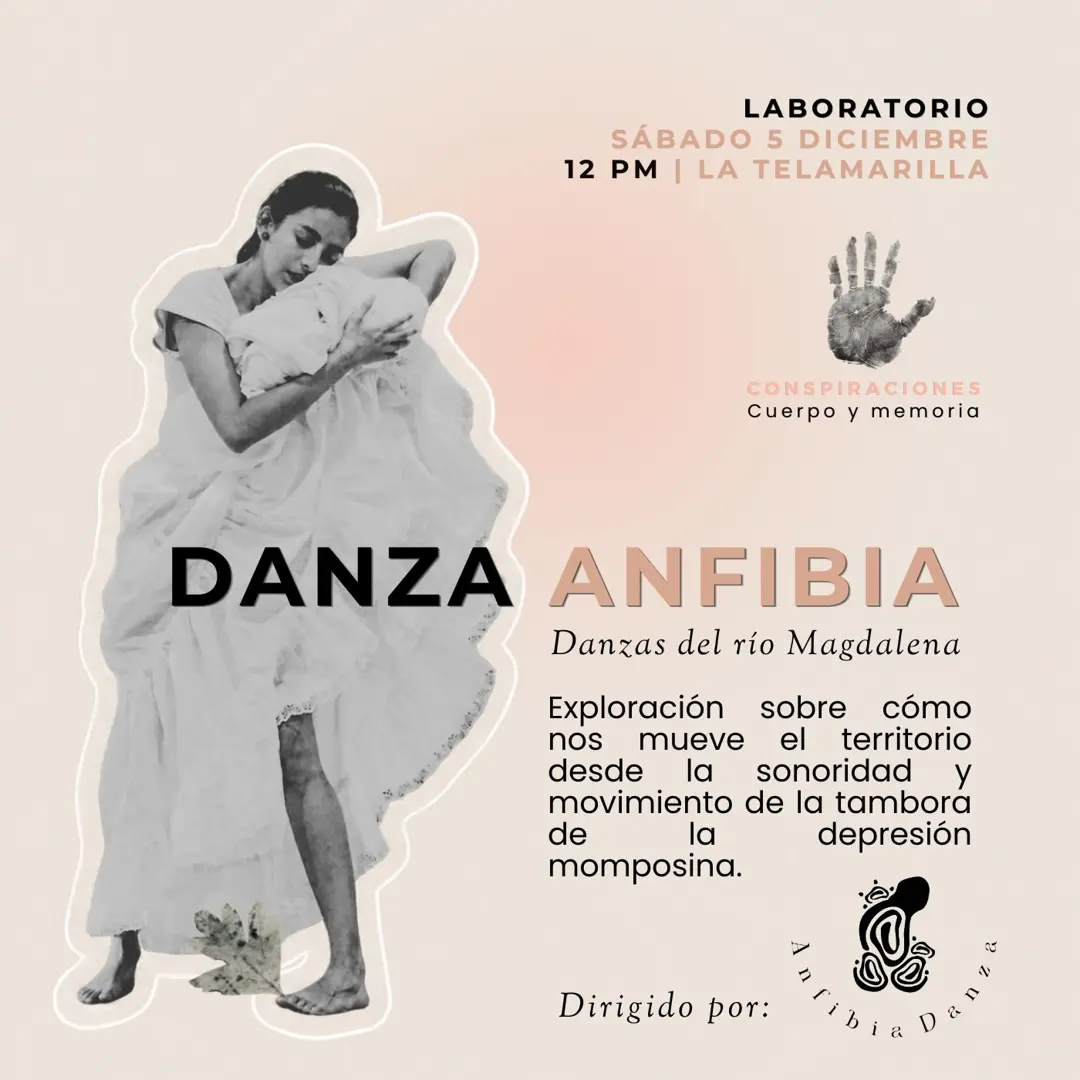 LABORATORIO
SÁBADO 5 DICIEMBRE
12 PM | LA TELAMARILLA
CONSPIRACIONES
Cuerpo y memoria
DANZA ANFIBIA
Danzas del río Magdalena
Exploración sobre cómo
nos mueve el territorio
desde la sonoridad y
movimiento de la tambora
de la depresión
momposina.
Dirigido por:
Anfibia Danza